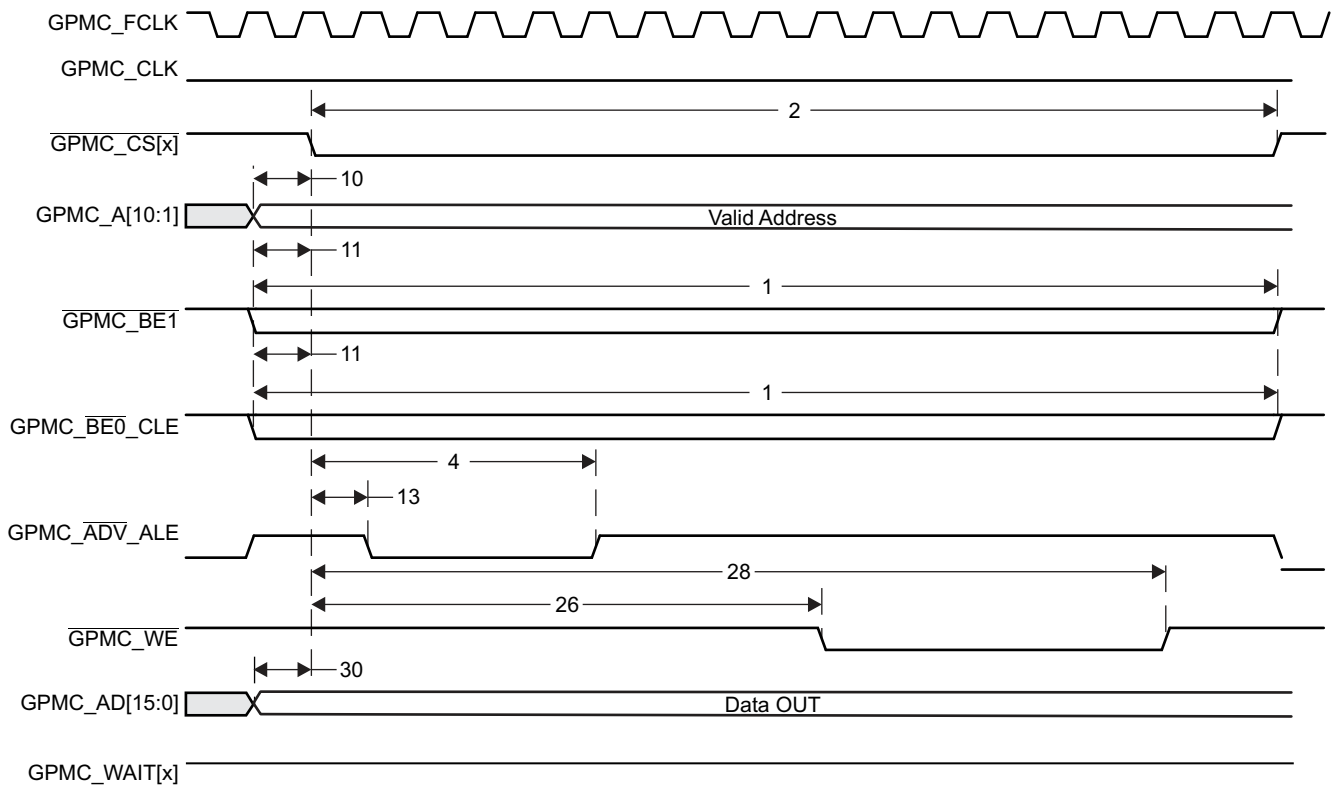 GPMC_FCLK
GPMC_CLK
2
GPMC_CS[x]
10
GPMC_A[10:1]
Valid Address
11
1
GPMC_BE1
11
1
GPMC_BE0_CLE
4
13
GPMC_ADV_ALE
28
26
GPMC_WE
30
GPMC_AD[15:0]
Data OUT
GPMC_WAIT[x]